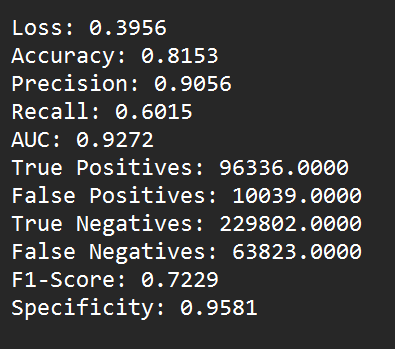 Loss: 0.3956
Accuracy: 0.8153
Precision: 0.9056
Recall: 0.6015
AUC: 0.9272
True Positives: 96336.0000
False Positives: 10039.0000
True Negatives: 229802.0000
False Negatives: 63823.0000
F1-Score: 0.7229
Specificity: 0.9581